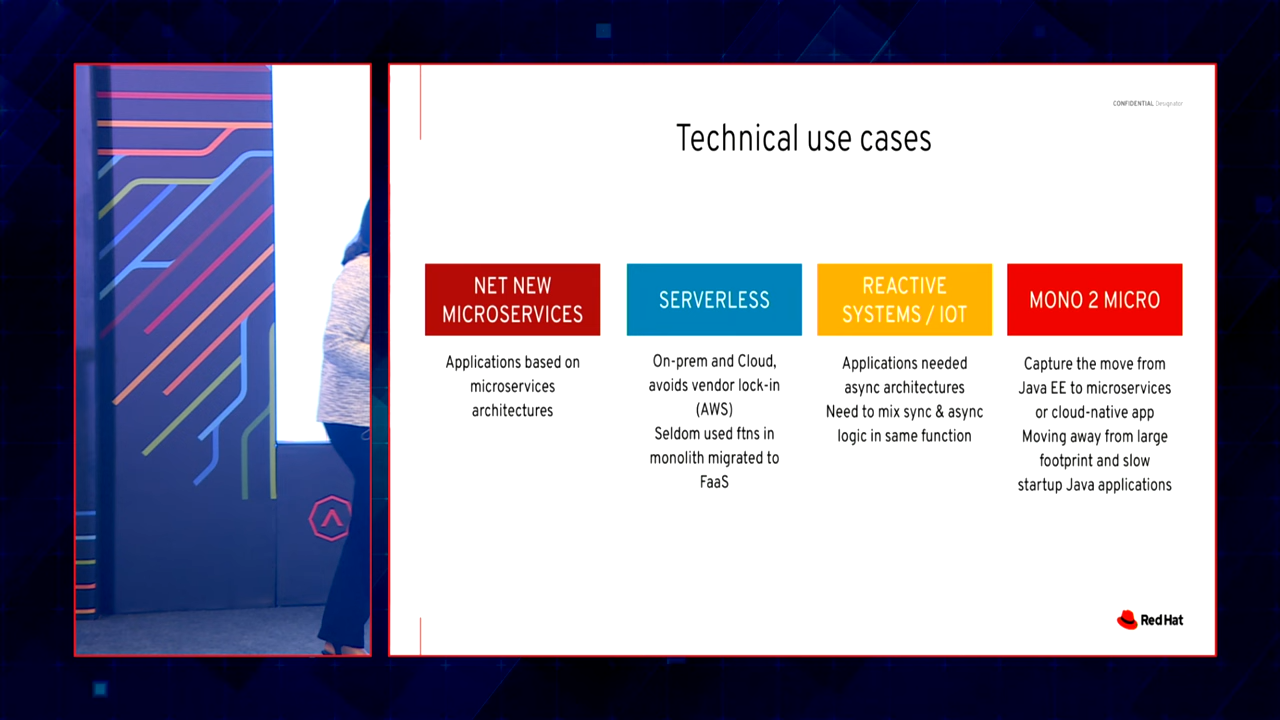 CONFIDENTIAL Designator
Technical use cases
NET NEW
MICROSERVICES
Applications based on
microservices
architectures
SERVERLESS
On-prem and Cloud,
avoids vendor lock-in
(AWS)
Seldom used ftns in
monolith migrated to
FaaS
REACTIVE
SYSTEMS / IOT
Applications needed
async architectures
Need to mix sync & async
logic in same function
MONO 2 MICRO
Capture the move from
Java EE to microservices
or cloud-native app
Moving away from large
footprint and slow
startup Java applications
Red Hat